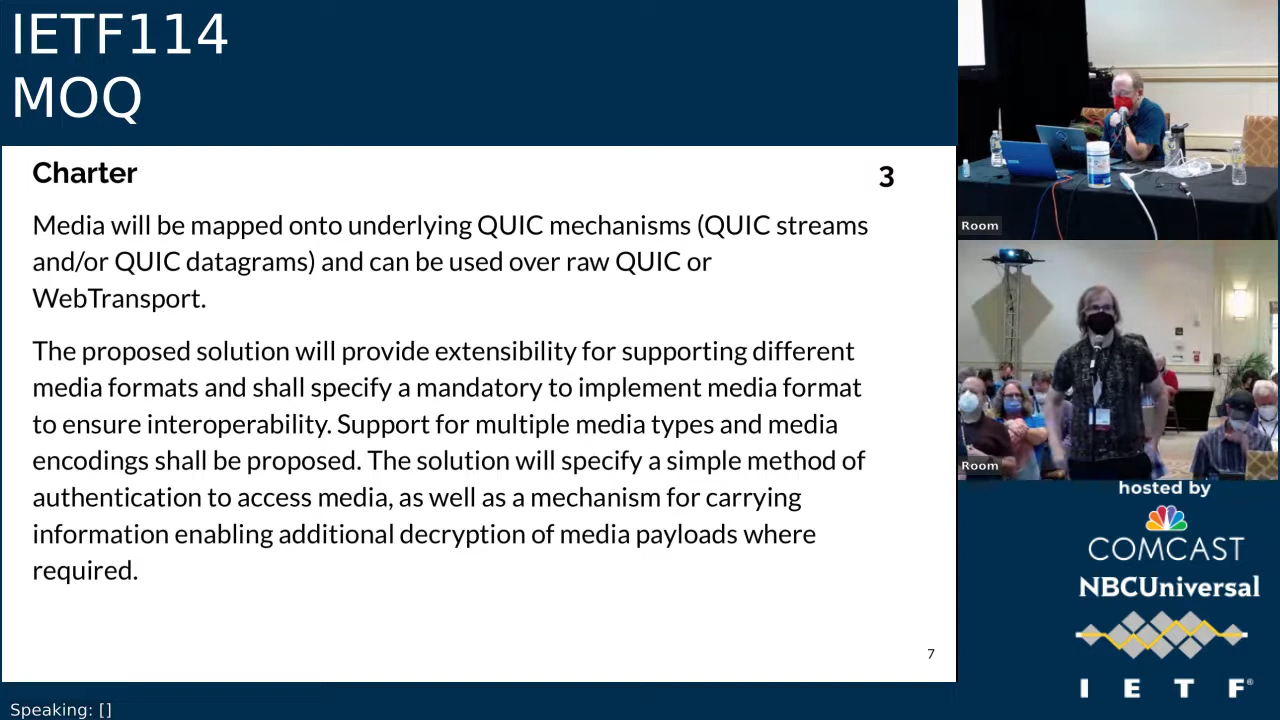 IETF114
MOQ
Charter
3
Media will be mapped onto underlying QUIC mechanisms (QUIC streams
and/or QUIC datagrams) and can be used over raw QUIC or
WebTransport.
The proposed solution will provide extensibility for supporting different
media formats and shall specify a mandatory to implement media format
to ensure interoperability. Support for multiple media types and media
encodings shall be proposed. The solution will specify a simple method of
authentication to access media, as well as a mechanism for carrying
information enabling additional decryption of media payloads where
required.
7
Speaking: []
Room
Room
hosted by
COMCAST
NBCUniversal
I E T F®